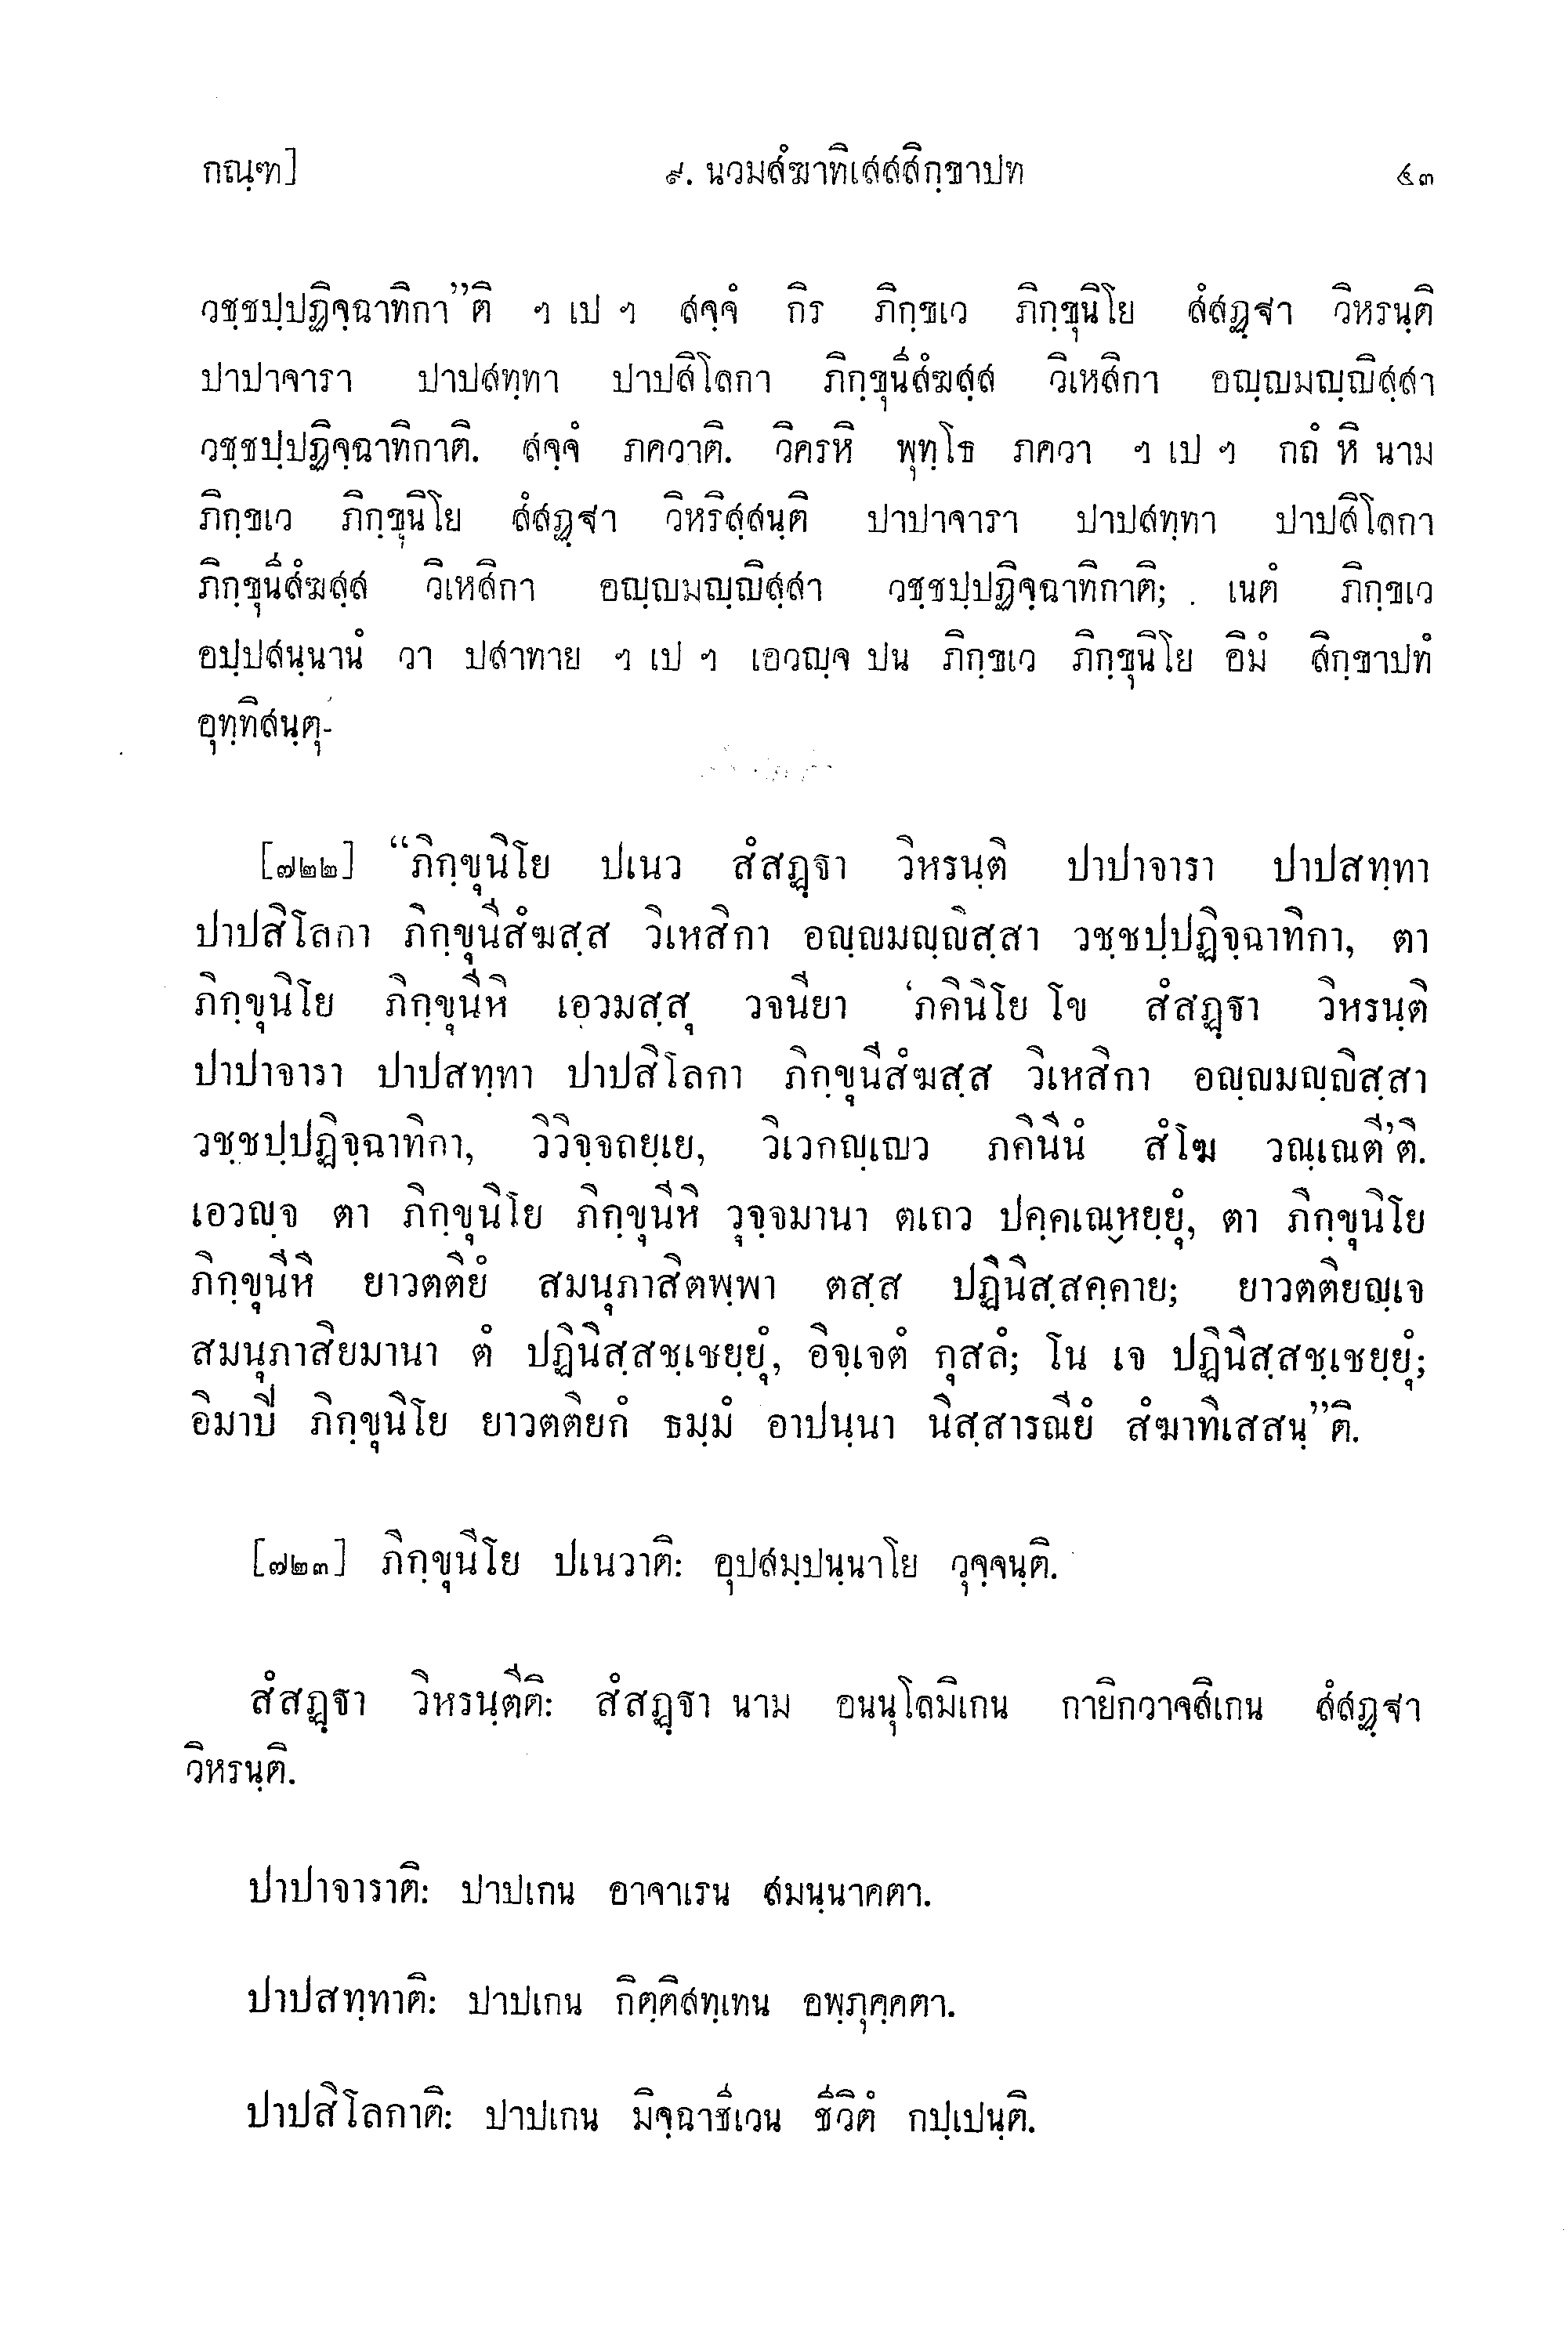 กณฺฑ]
๙. นวมสํฆาทิเสสสิกฺขาปท
๕๓
วชฺชปฺปฏิจฺฉาทิกา”ติ ฯ เป ฯ สจฺจํ กิร ภิกฺขเว ภิกฺขุนิโย สํสฏฺฐา วิหรนฺติ
ปาปาจารา ปาปสทฺทา ปาปสิโลกา ภิกฺขุนีสํฆสฺส วิเหสิกา อญฺญมญฺญิสฺสา
วชฺชปฺปฏิจฺฉาทิกาติ. สจฺจํ ภควาติ. วิครหิ พุทฺโธ ภควา ฯ เป ฯ กถํ หิ นาม
ภิกฺขเว ภิกฺขุนิโย สํสฏฺฐา วิหริสฺสนฺติ ปาปาจารา ปาปสทฺทา ปาปสิโลกา
ภิกฺขุนีสํฆสฺส วิเหสิกา อญฺญมญฺญิสฺสา วชฺชปฺปฏิจฺฉาทิกาติ; เนตํ ภิกฺขเว
อปฺปสนฺนานํ วา ปสาทาย ฯ เป ฯ เอวญฺจ ปน ภิกฺขเว ภิกฺขุนิโย อิมํ สิกฺขาปทํ
อุทฺทิสนฺตุ-
[๗๒๒] “ภิกฺขุนิโย ปเนว สํสฏฺฐา วิหรนฺติ ปาปาจารา ปาปสทฺทา
ปาปสิโลกา ภิกฺขุนีสํฆสฺส วิเหสิกา อญฺญมญฺญิสฺสา วชฺชปฺปฏิจฺฉาทิกา, ตา
ภิกฺขุนิโย ภิกฺขุนีหิ เอวมสฺสุ วจนียา ‘ภคินิโย โข สํสฏฺฐา วิหรนฺติ
ปาปาจารา ปาปสทฺทา ปาปสิโลกา ภิกฺขุนีสํฆสฺส วิเหสิกา อญฺญมญฺญิสฺสา
วชฺชปฺปฏิจฺฉาทิกา, วิวิจฺจถยฺเย, วิเวกญฺเญว ภคินีนํ สํโฆ วณฺเณตี’ติ.
เอวญฺจ ตา ภิกฺขุนิโย ภิกฺขุนีหิ วุจฺจมานา ตเถว ปคฺคเณฺหยฺยุํ, ตา ภิกฺขุนิโย
ภิกฺขุนีหิ ยาวตติยํ สมนุภาสิตพฺพา ตสฺส ปฏินิสฺสคฺคาย; ยาวตติยญฺเจ
สมนุภาสิยมานา ตํ ปฏินิสฺสชฺเชยฺยุํ, อิจฺเจตํ กุสลํ; โน เจ ปฏินิสฺสชฺเชยฺยุํ;
อิมาปิ ภิกฺขุนิโย ยาวตติยกํ ธมฺมํ อาปนฺนา นิสฺสารณียํ สํฆาทิเสสนฺ”ติ.
[๗๒๓] ภิกฺขุนิโย ปเนวาติ: อุปสมฺปนฺนาโย วุจฺจนฺติ.
สํสฏฺฐา วิหรนฺตีติ: สํสฏฺฐา นาม อนนุโลมิเกน กายิกวาจสิเกน สํสฏฺฐา
วิหรนฺติ.
ปาปาจาราติ: ปาปเกน อาจาเรน สมนฺนาคตา.
ปาปสทฺทาติ: ปาปเกน กิตฺติสทฺเทน อพฺภุคฺคตา.
ปาปสิโลกาติ: ปาปเกน มิจฺฉาชีเวน ชีวิตํ กปฺเปนฺติ.